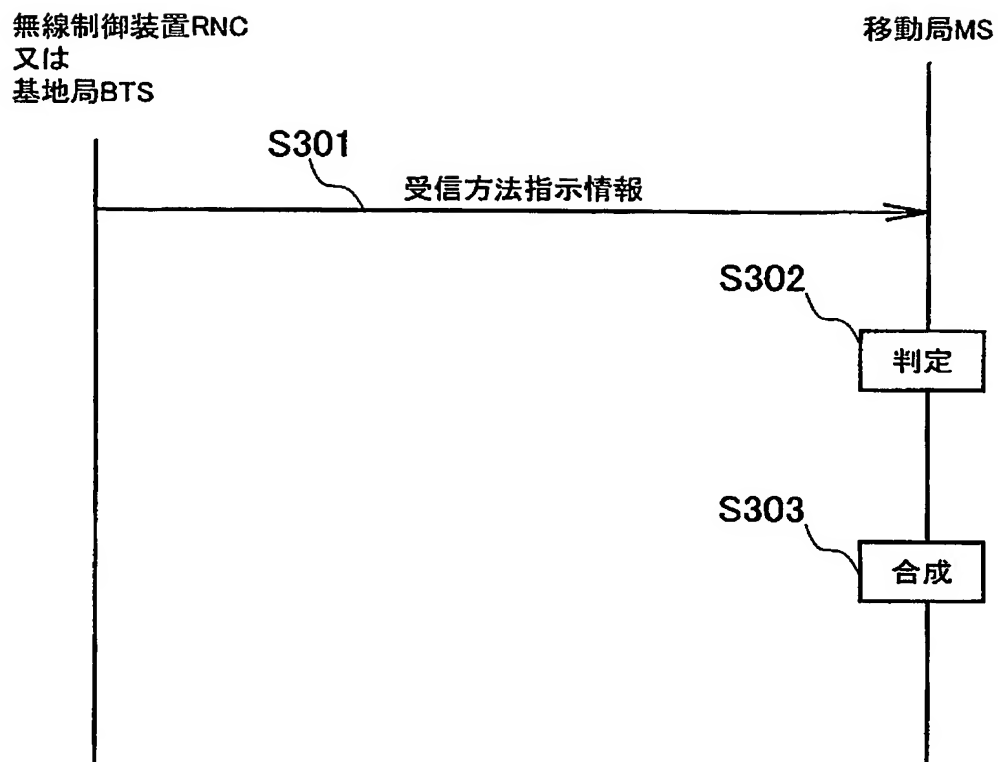 無線制御装置RNC
又は
基地局BTS
移動局MS
S301
受信方法指示情報
S302
判定
S303
合成